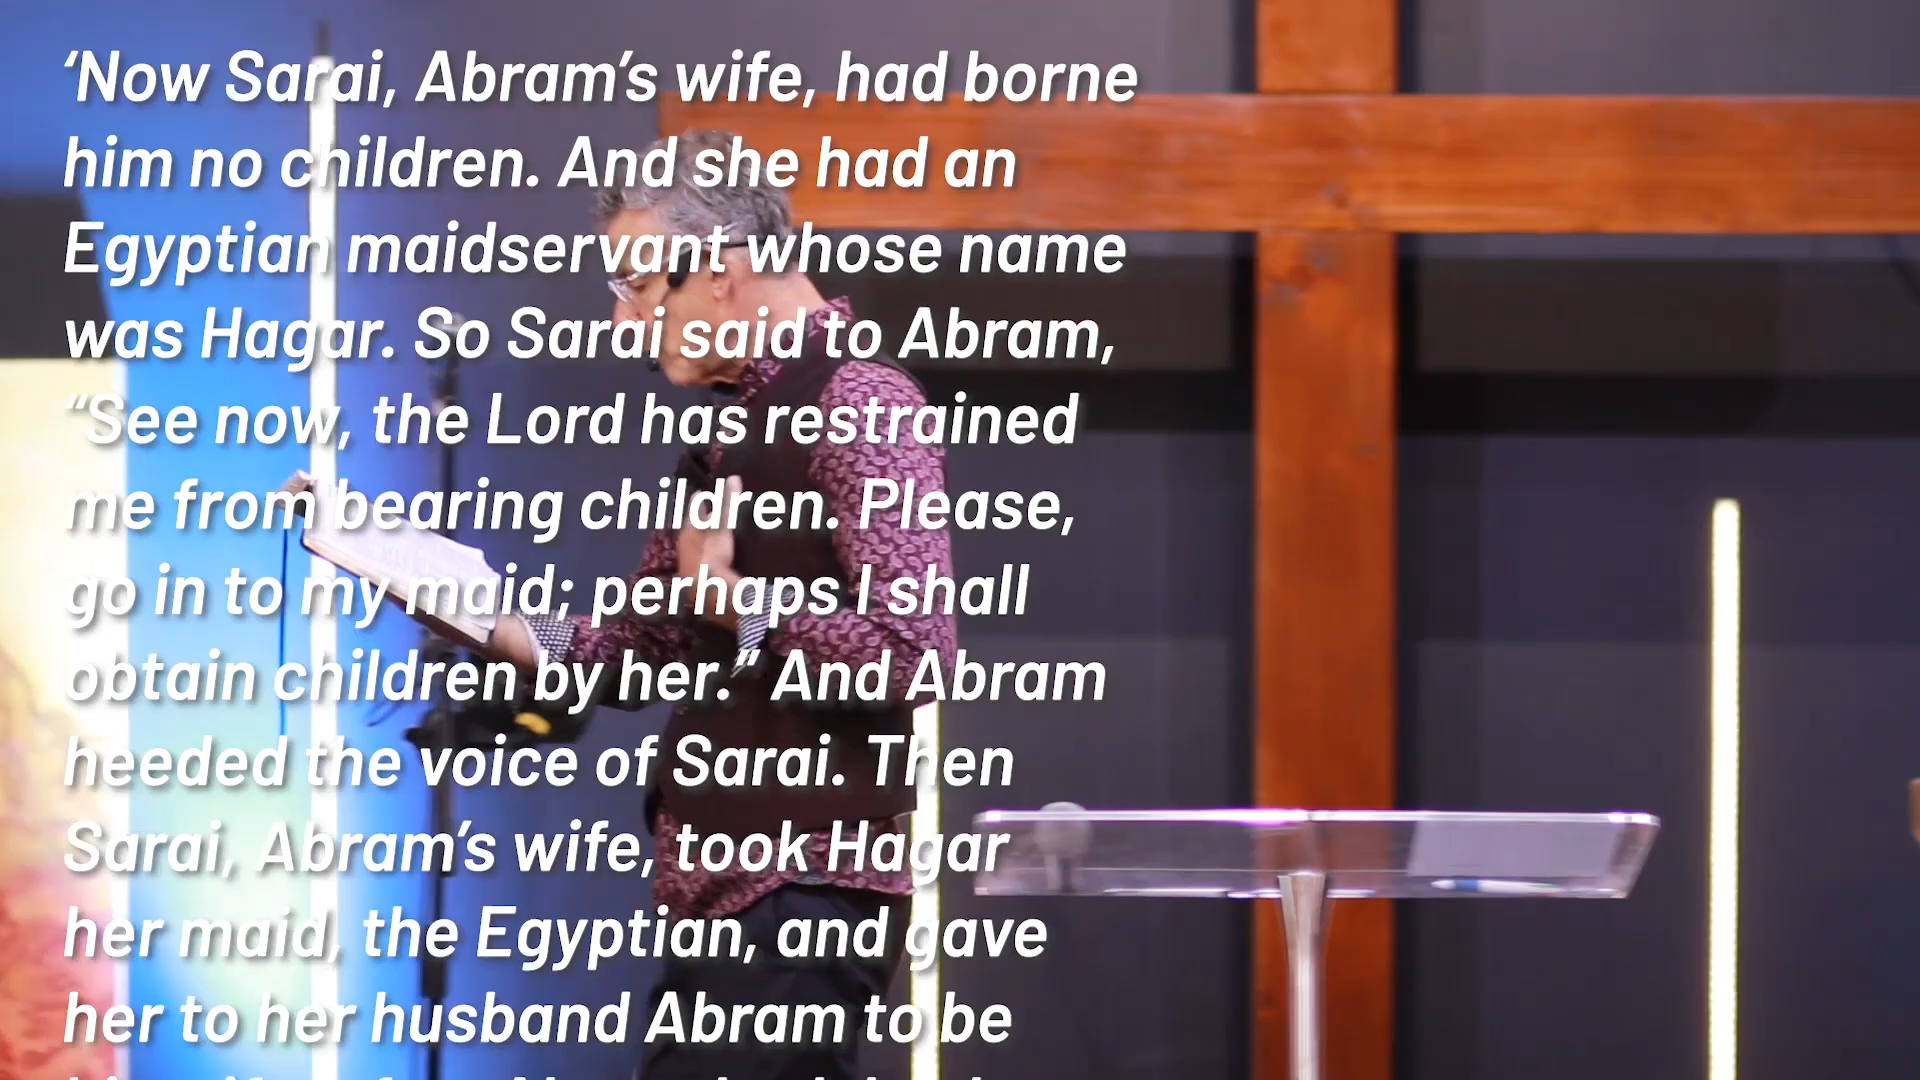 ‘Now Sarai, Abram’s wife, had borne
him no children. And she had an
Egyptian maidservant whose name
was Hagar. So Sarai said to Abram,
“See now, the Lord has restrained
me from bearing children. Please,
go in to my maid; perhaps I shall
obtain children by her.” And Abram
heeded the voice of Sarai. Then
Sarai, Abram’s wife, took Hagar
her maid, the Egyptian, and gave
her to her husband Abram to be